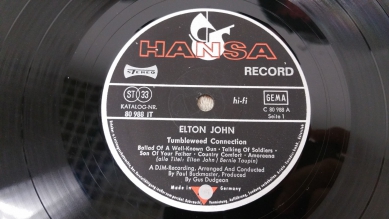 HANSA
STEREO
RECORD
ST 33
KATALOG-NR.
80 988 IT
hi-fi
GEMA
C 80 988 A
Seite 1
ELTON JOHN
Tumbleweed Connection
Ballad Of A Well-Known Gun - Talking Of Soldiers -
Son Of Your Father - Country Comfort - Amoreena
(alle Titel: Elton John / Bernie Taupin)
A DJM-Recording, Arranged And Conducted
By Paul Buckmaster, Produced
By Gus Dudgeon
Made in Germany